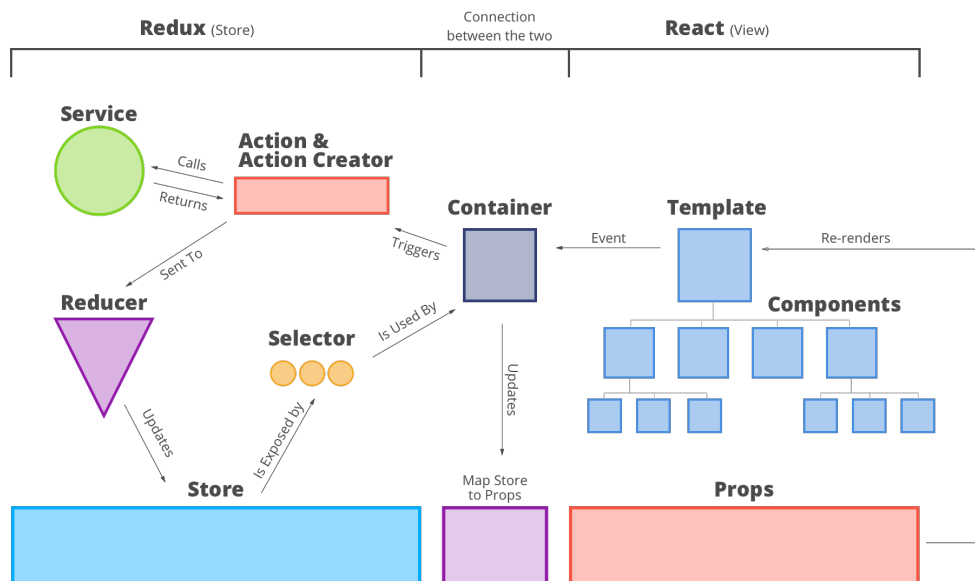 Redux (Store)
Connection
between the two
React (View)
Service
Action &
Action Creator
Calls
Returns
Container
Template
Triggers
Event
Re-renders
Sent To
Reducer
Components
Selector
Is Used By
Updates
Updates
Is Exposed by
Store
Map Store
to Props
Props